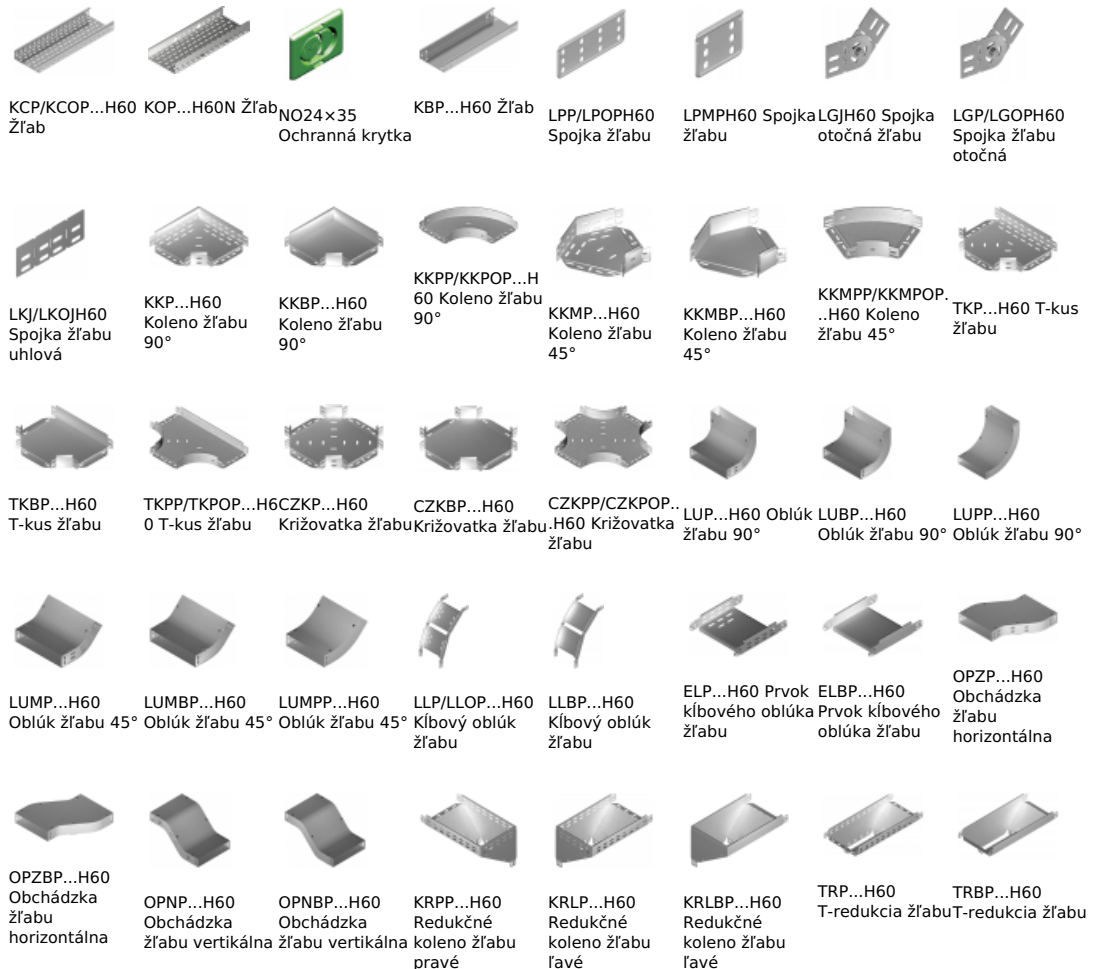 KCP/KCOP...H60
Žľab
KOP...H60N Žľab
NO24×35
Ochranná krytka
KBP...H60 Žľab
LPP/LPOPH60
Spojka žľabu
LPMPH60 Spojka
žľabu
LGJH60 Spojka
otočná žľabu
LGP/LGOPH60
Spojka žľabu
otočná
LKJ/LKOJH60
Spojka žľabu
uhlová
KKP...H60
Koleno žľabu
90°
KKBP...H60
Koleno žľabu
90°
KKPP/KKPOP...H
60 Koleno žľabu
90°
KKMP...H60
Koleno žľabu
45°
KKMBP...H60
Koleno žľabu
45°
KKMPP/KKMPOP.
..H60 Koleno
žľabu 45°
TKP...H60 T-kus
žľabu
TKBP...H60
T-kus žľabu
TKPP/TKPOP...H6
0 T-kus žľabu
CZKP...H60
Križovatka žľabu
CZKBP...H60
Križovatka žľabu
CZKPP/CZKPOP..
.H60 Križovatka
žľabu
LUP...H60 Oblúk
žľabu 90°
LUBP...H60
Oblúk žľabu 90°
LUPP...H60
Oblúk žľabu 90°
LUMP...H60
Oblúk žľabu 45°
LUMBP...H60
Oblúk žľabu 45°
LUMPP...H60
Oblúk žľabu 45°
LLP/LLOP...H60
Kĺbový oblúk
žľabu
LLBP...H60
Kĺbový oblúk
žľabu
ELP...H60 Prvok
kĺbového oblúka
žľabu
ELBP...H60
Prvok kĺbového
oblúka žľabu
OPZP...H60
Obchádzka
žľabu
horizontálna
OPZBP...H60
Obchádzka
žľabu
horizontálna
OPNP...H60
Obchádzka
žľabu vertikálna
OPNBP...H60
Obchádzka
žľabu vertikálna
KRPP...H60
Redukčné
koleno žľabu
pravé
KRLP...H60
Redukčné
koleno žľabu
ľavé
KRLBP...H60
Redukčné
koleno žľabu
ľavé
TRP...H60
T-redukcia žľabu
TRBP...H60
T-redukcia žľabu